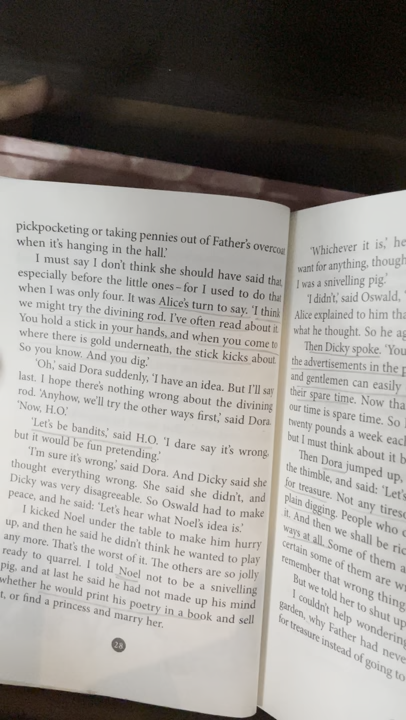 pickpocketing or taking pennies out of Father's overcoat
when it's hanging in the hall.'
I must say I don't think she should have said that,
especially before the little ones – for I used to do that
when I was only four. It was Alice's turn to say. 'I think
we might try the divining rod. I've often read about it.
You hold a stick in your hands, and when you come to
where there is gold underneath, the stick kicks about.
So you know. And you dig.'
'Oh,' said Dora suddenly, 'I have an idea. But I'll say
last. I hope there's nothing wrong about the divining
rod. 'Anyhow, we'll try the other ways first,' said Dora.
'Now, H.O.'
'Let's be bandits,' said H.O. 'I dare say it's wrong,
but it would be fun pretending.'
'I'm sure it's wrong,' said Dora. And Dicky said she
thought everything wrong. She said she didn't, and
Dicky was very disagreeable. So Oswald had to make
peace, and he said: 'Let's hear what Noel's idea is.'
I kicked Noel under the table to make him hurry
up, and then he said he didn't think he wanted to play
any more. That's the worst of it. The others are so jolly
ready to quarrel. I told Noel not to be a snivelling
pig, and at last he said he had not made up his mind
whether he would print his poetry in a book and sell
it, or find a princess and marry her.
28
'Whichever it is,' he
want for anything, though
I was a snivelling pig.'
'I didn't,' said Oswald, '
Alice explained to him tha
what he thought. So he ag
Then Dicky spoke. 'You
the advertisements in the p
and gentlemen can easily
their spare time. Now tha
our time is spare time. So I
twenty pounds a week each
but I must think about it b
Then Dora jumped up,
the thimble, and said: 'Let's
for treasure. Not any tireso
plain digging. People who d
it. And then we shall be ric
ways at all. Some of them a
certain some of them are w
remember that wrong thing
But we told her to shut up
I couldn't help wondering
garden, why Father had neve
for treasure instead of going to